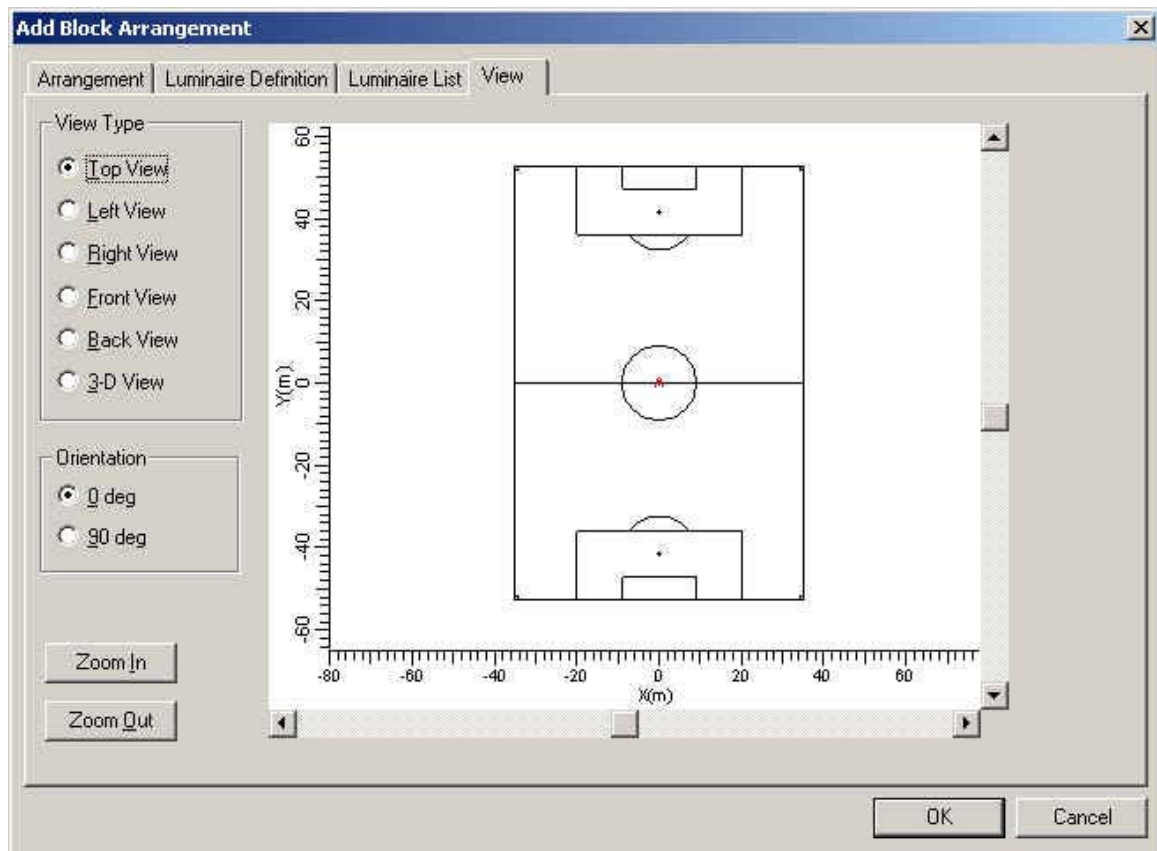 Add Block Arrangement
Arrangement Luminaire Definition Luminaire List View
View Type
Top View
Left View
Right View
Front View
Back View
3-D View
Orientation
0 deg
90 deg
Zoom In
Zoom Out
60
40
20
0
-20
-40
-60
Y(m)
-80 -60 -40 -20 0 20 40 60
X(m)
A
OK Cancel